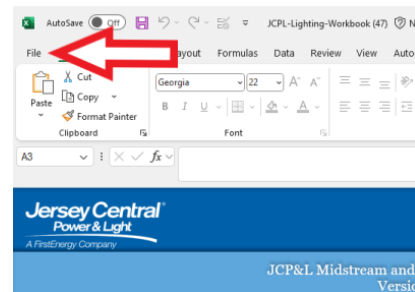 AutoSave Off JCPL-Lighting-Workbook (47) N
File ayout Formulas Data Review View Auto
Paste
Cut
Copy
Format Painter
Clipboard
Georgia 22 A A
B I U A
Font
A3 fx
Jersey Central
Power & Light
A FirstEnergy Company
JCP&L Midstream and
Versio